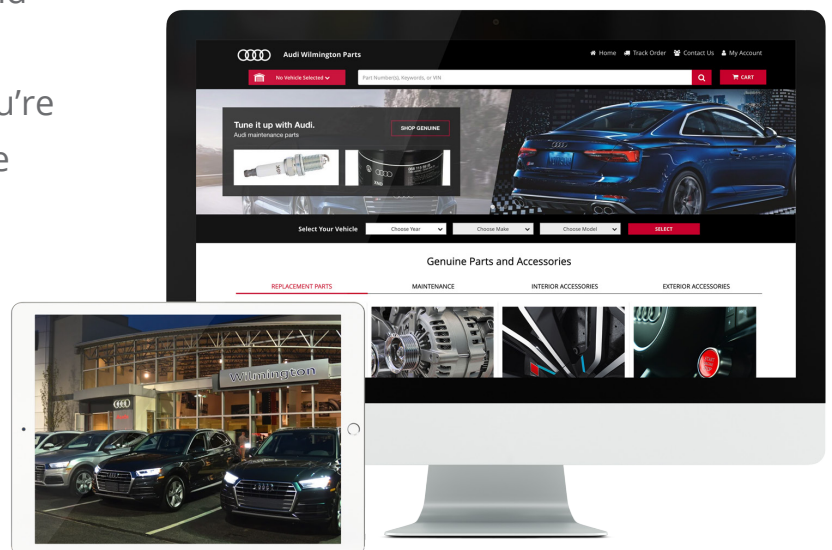 u're
e
Audi Wilmington Parts
Home Track Order Contact Us My Account
No Vehicle Selected
Part Number(s), Keywords, or VIN
CART
Tune it up with Audi.
Audi maintenance parts
SHOP GENUINE
Select Your Vehicle
Choose Year
Choose Make
Choose Model
SELECT
Genuine Parts and Accessories
REPLACEMENT PARTS
MAINTENANCE
INTERIOR ACCESSORIES
EXTERIOR ACCESSORIES
Wilmington